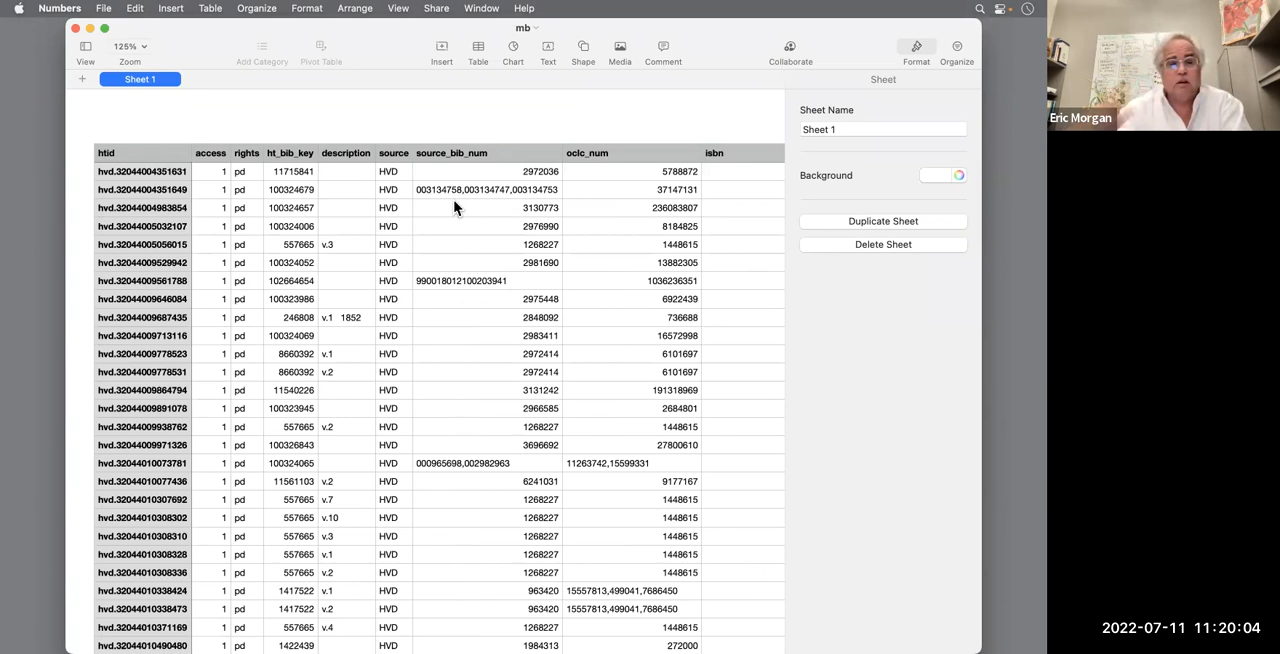 Numbers File Edit Insert Table Organize Format Arrange View Share Window Help
mb
125%
View Zoom Add Category Pivot Table Insert Table Chart Text Shape Media Comment Collaborate Format Organize
Sheet 1
Sheet
Sheet Name
Sheet 1
Background
Duplicate Sheet
Delete Sheet
htid access rights ht_bib_key description source source_bib_num oclc_num isbn
hvd.32044004351631 1 pd 11715841 HVD 2972036 5788872
hvd.32044004351649 1 pd 100324679 HVD 003134758,003134747,003134753 37147131
hvd.32044004983854 1 pd 100324657 HVD 3130773 236083807
hvd.32044005032107 1 pd 100324006 HVD 2976990 8184825
hvd.32044005056015 1 pd 557665 v.3 HVD 1268227 1448615
hvd.32044009529942 1 pd 100324052 HVD 2981690 13882305
hvd.32044009561788 1 pd 102664654 HVD 990018012100203941 1036236351
hvd.32044009646084 1 pd 100323986 HVD 2975448 6922439
hvd.32044009687435 1 pd 246808 v.1 1852 HVD 2848092 736688
hvd.32044009713116 1 pd 100324069 HVD 2983411 16572998
hvd.32044009778523 1 pd 8660392 v.1 HVD 2972414 6101697
hvd.32044009778531 1 pd 8660392 v.2 HVD 2972414 6101697
hvd.32044009864794 1 pd 11540226 HVD 3131242 191318969
hvd.32044009891078 1 pd 100323945 HVD 2966585 2684801
hvd.32044009938762 1 pd 557665 v.2 HVD 1268227 1448615
hvd.32044009971326 1 pd 100326843 HVD 3696692 27800610
hvd.32044010073781 1 pd 100324065 HVD 000965698,002982963 11263742,15599331
hvd.32044010077436 1 pd 11561103 v.2 HVD 6241031 9177167
hvd.32044010307692 1 pd 557665 v.7 HVD 1268227 1448615
hvd.32044010308302 1 pd 557665 v.10 HVD 1268227 1448615
hvd.32044010308310 1 pd 557665 v.3 HVD 1268227 1448615
hvd.32044010308328 1 pd 557665 v.1 HVD 1268227 1448615
hvd.32044010308336 1 pd 557665 v.2 HVD 1268227 1448615
hvd.32044010338424 1 pd 1417522 v.1 HVD 963420 15557813,499041,7686450
hvd.32044010338473 1 pd 1417522 v.2 HVD 963420 15557813,499041,7686450
hvd.32044010371169 1 pd 557665 v.4 HVD 1268227 1448615
hvd.32044010490480 1 pd 1422439 HVD 1984313 272000
Eric Morgan
2022-07-11 11:20:04